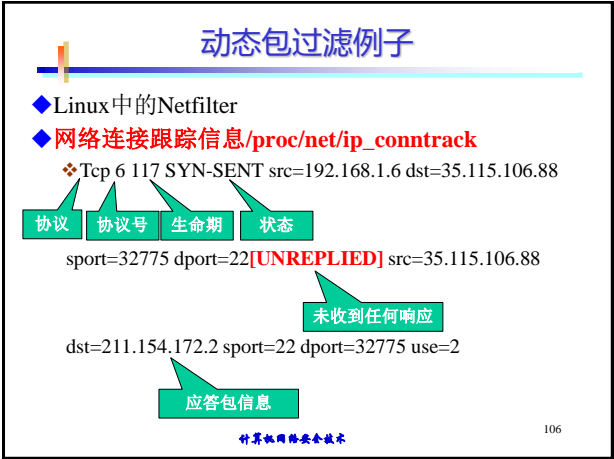 动态包过滤例子
◆Linux中的Netfilter
◆网络连接跟踪信息/proc/net/ip_conntrack
❖Tcp 6 117 SYN-SENT src=192.168.1.6 dst=35.115.106.88
协议 协议号 生命期 状态
sport=32775 dport=22[UNREPLIED] src=35.115.106.88
未收到任何响应
dst=211.154.172.2 sport=22 dport=32775 use=2
应答包信息
计算机网络安全技术
106